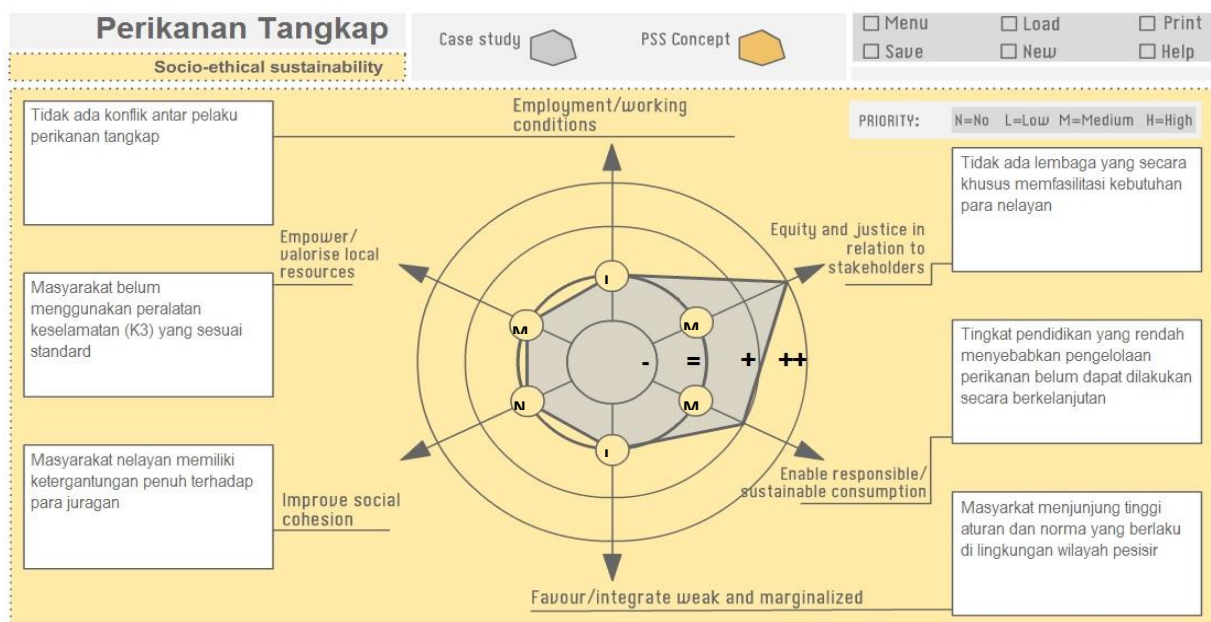 Perikanan Tangkap
Socio-ethical sustainability
Case study
PSS Concept
Menu
Load
Print
Save
New
Help
PRIORITY: N=No L=Low M=Medium H=High
Tidak ada konflik antar pelaku
perikanan tangkap
Employment/working
conditions
Tidak ada lembaga yang secara
khusus memfasilitasi kebutuhan
para nelayan
Empower/
valorise local
resources
Equity and justice in
relation to
stakeholders
Masyarakat belum
menggunakan peralatan
keselamatan (K3) yang sesuai
standard
Tingkat pendidikan yang rendah
menyebabkan pengelolaan
perikanan belum dapat dilakukan
secara berkelanjutan
M
M
- = + ++
N
M
Masyarakat nelayan memiliki
ketergantungan penuh terhadap
para juragan
Improve social
cohesion
Enable responsible/
sustainable consumption
Masyarkat menjunjung tinggi
aturan dan norma yang berlaku
di lingkungan wilayah pesisir
Favour/integrate weak and marginalized